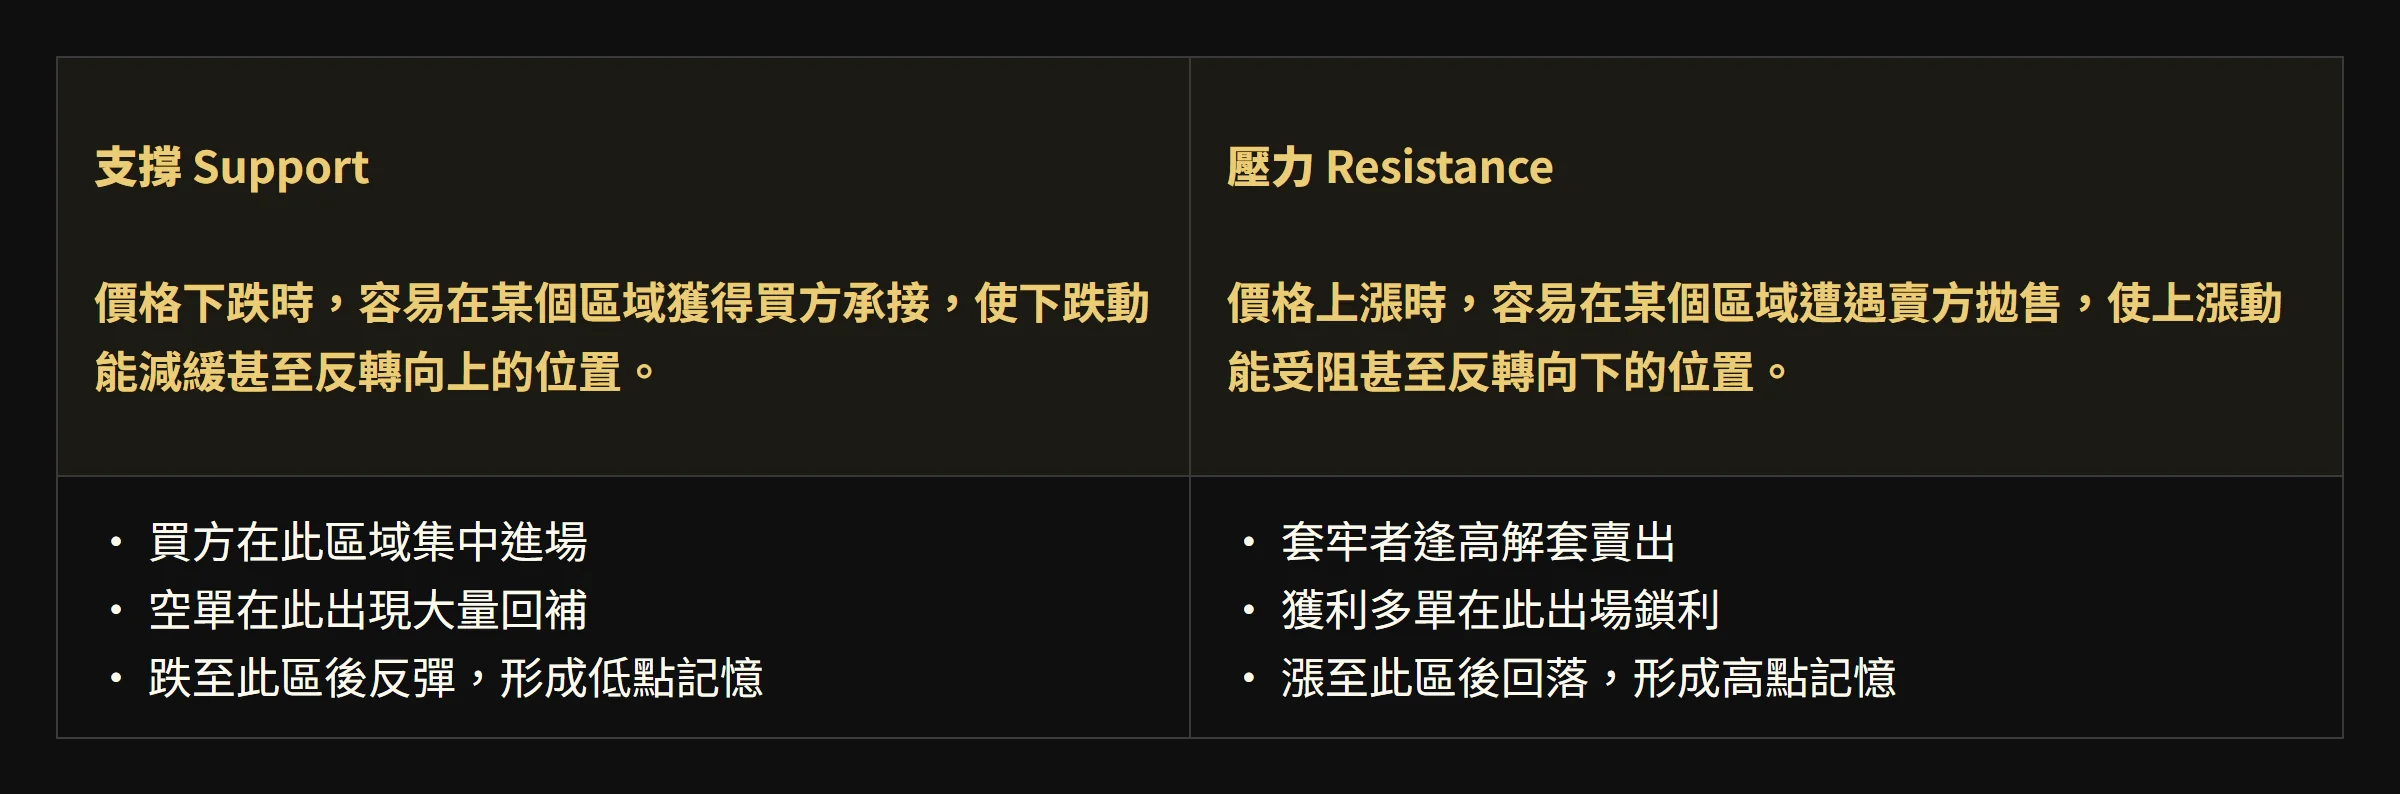 支撐 Support
價格下跌時，容易在某個區域獲得買方承接，使下跌動
能減緩甚至反轉向上的位置。
• 買方在此區域集中進場
• 空單在此出現大量回補
• 跌至此區後反彈，形成低點記憶
壓力 Resistance
價格上漲時，容易在某個區域遭遇賣方拋售，使上漲動
能受阻甚至反轉向下的位置。
• 套牢者逢高解套賣出
• 獲利多單在此出場鎖利
• 漲至此區後回落，形成高點記憶